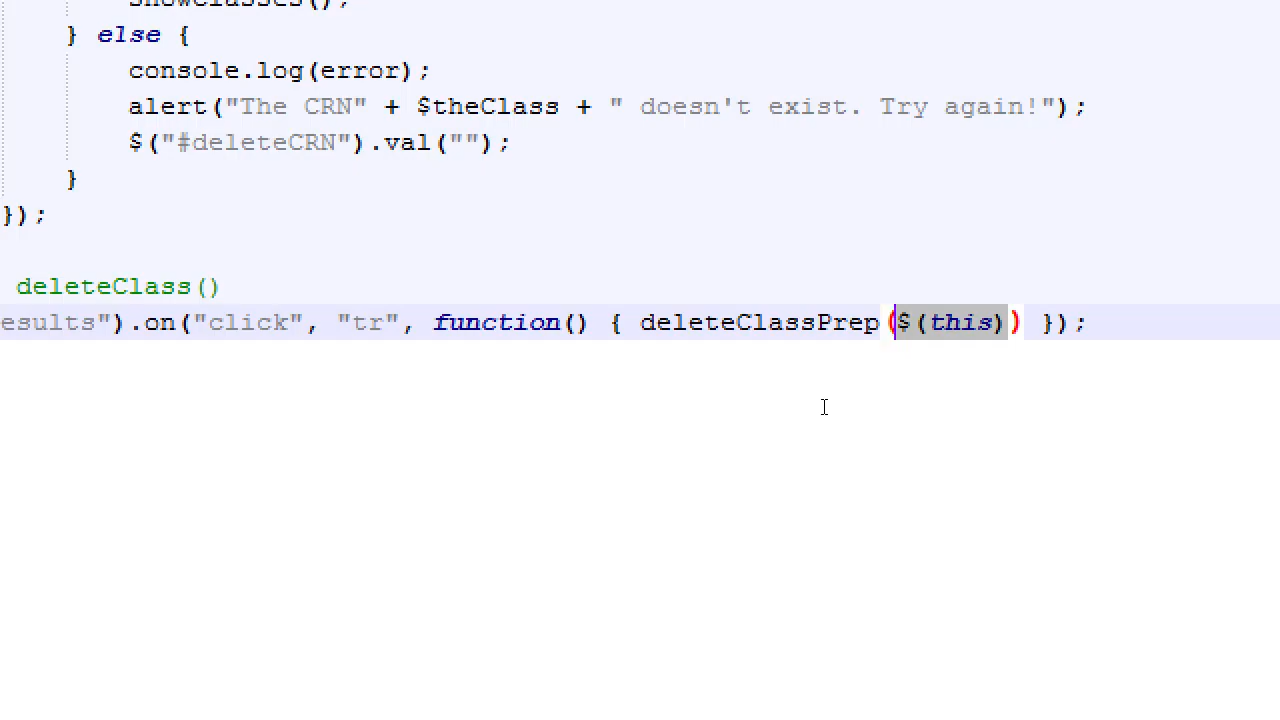 showClasses();
} else {
console.log(error);
alert("The CRN" + $theClass + " doesn't exist. Try again!");
$("#deleteCRN").val("");
}
});
deleteClass()
esults").on("click", "tr", function() { deleteClassPrep($(this)) });